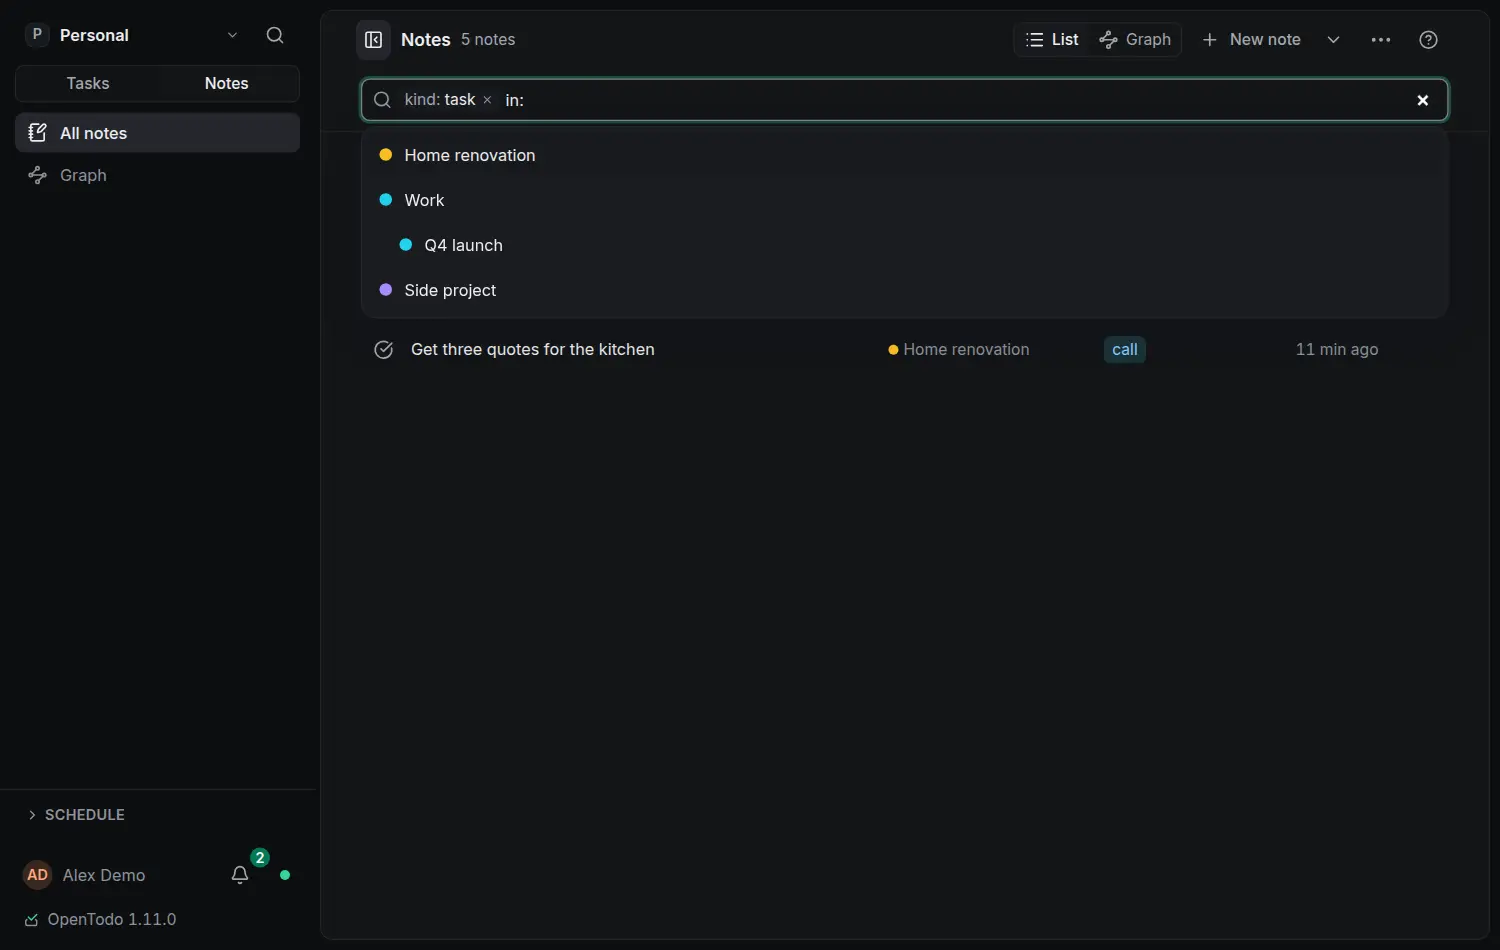 P Personal
Tasks Notes
All notes
Graph
SCHEDULE
2
AD Alex Demo
OpenTodo 1.11.0
Notes 5 notes
List Graph New note
kind: task × in:
Home renovation
Work
Q4 launch
Side project
Get three quotes for the kitchen Home renovation call 11 min ago